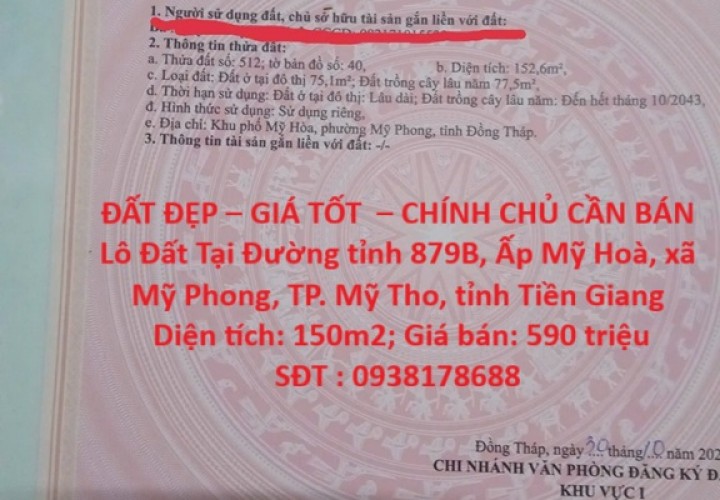 1. Người sử dụng đất, chủ sở hữu tài sản gắn liền với đất:
2. Thông tin thửa đất:
a. Thửa đất số: 512; tờ bản đồ số: 40, b. Diện tích: 152,6m²,
c. Loại đất: Đất ở tại đô thị 75,1m²; Đất trồng cây lâu năm 77,5m²,
d. Thời hạn sử dụng: Đất ở tại đô thị: Lâu dài; Đất trồng cây lâu năm: Đến hết tháng 10/2043,
đ. Hình thức sử dụng: Sử dụng riêng,
e. Địa chỉ: Khu phố Mỹ Hòa, phường Mỹ Phong, tỉnh Đồng Tháp.
3. Thông tin tài sản gắn liền với đất: -/-
ĐẤT ĐẸP – GIÁ TỐT – CHÍNH CHỦ CẦN BÁN
Lô Đất Tại Đường tỉnh 879B, Ấp Mỹ Hoà, xã
Mỹ Phong, TP. Mỹ Tho, tỉnh Tiền Giang
Diện tích: 150m2; Giá bán: 590 triệu
SĐT : 0938178688
Đồng Tháp, ngày 30 tháng 10 năm 202
CHI NHÁNH VĂN PHÒNG ĐĂNG KÝ Đ
KHU VỰC 1